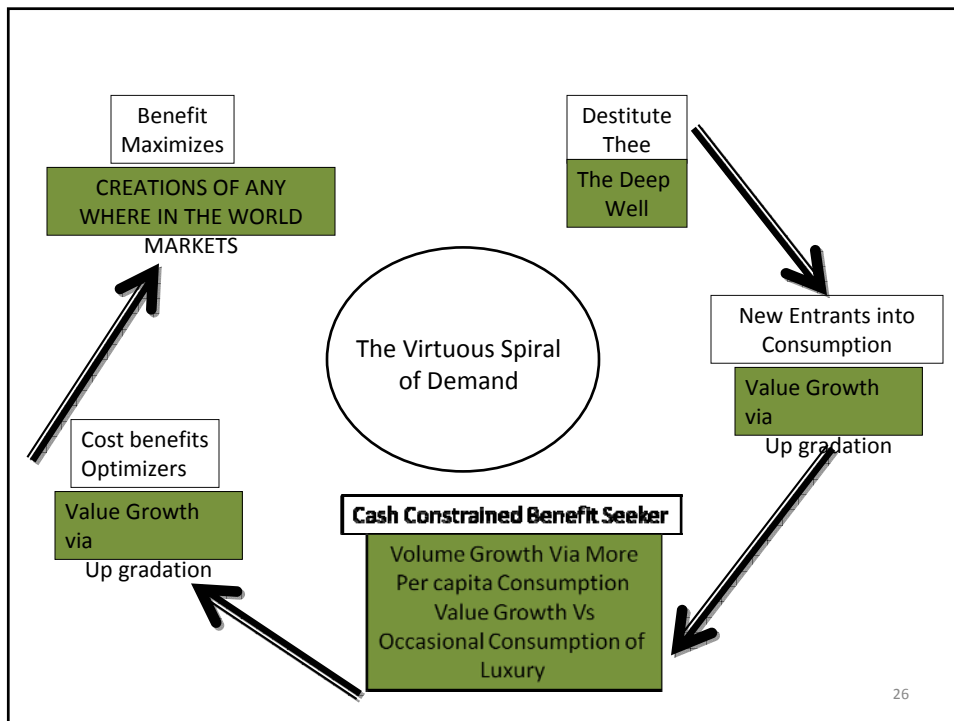 Benefit
Maximizes
CREATIONS OF ANY
WHERE IN THE WORLD
MARKETS
Destitute
Thee
The Deep
Well
The Virtuous Spiral
of Demand
New Entrants into
Consumption
Value Growth
via
Up gradation
Cost benefits
Optimizers
Value Growth
via
Up gradation
Cash Constrained Benefit Seeker
Volume Growth Via More
Per capita Consumption
Value Growth Vs
Occasional Consumption of
Luxury
26